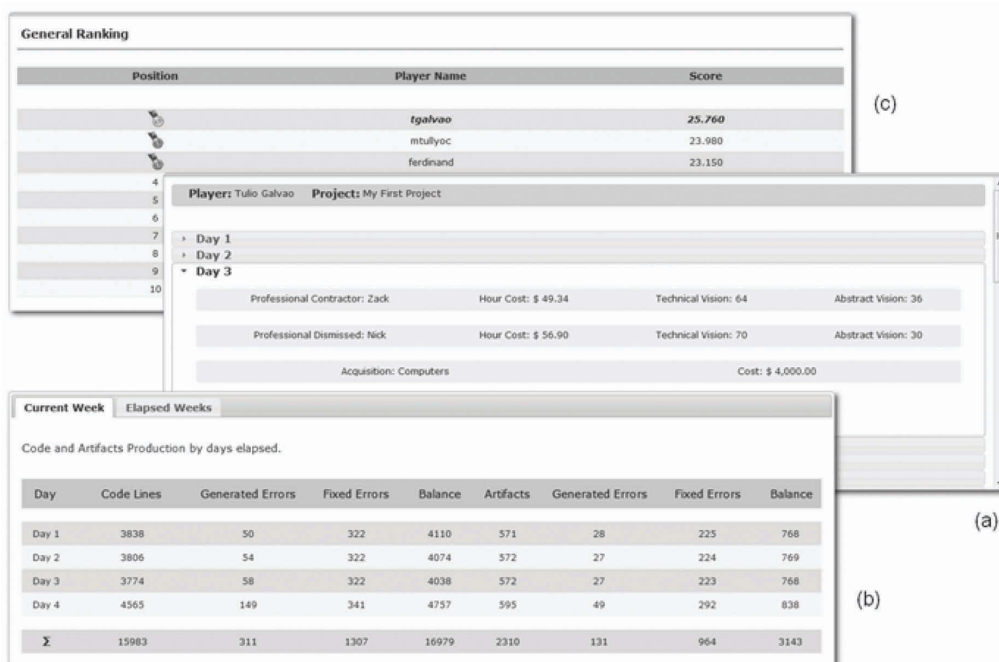 General Ranking
Position Player Name Score
tgalvao 25.760
mtullyoc 23.980
ferdinand 23.150
4
5
6
7
8
9
10
(c)
Player: Tulio Galvao Project: My First Project
Day 1
Day 2
Day 3
Professional Contractor: Zack Hour Cost: $ 49.34 Technical Vision: 64 Abstract Vision: 36
Professional Dismissed: Nick Hour Cost: $ 56.90 Technical Vision: 70 Abstract Vision: 30
Acquisition: Computers Cost: $ 4,000.00
(a)
Current Week Elapsed Weeks
Code and Artifacts Production by days elapsed.
Day Code Lines Generated Errors Fixed Errors Balance Artifacts Generated Errors Fixed Errors Balance
Day 1 3838 50 322 4110 571 28 225 768
Day 2 3806 54 322 4074 572 27 224 769
Day 3 3774 58 322 4038 572 27 223 768
Day 4 4565 149 341 4757 595 49 292 838
Σ 15983 311 1307 16979 2310 131 964 3143
(b)